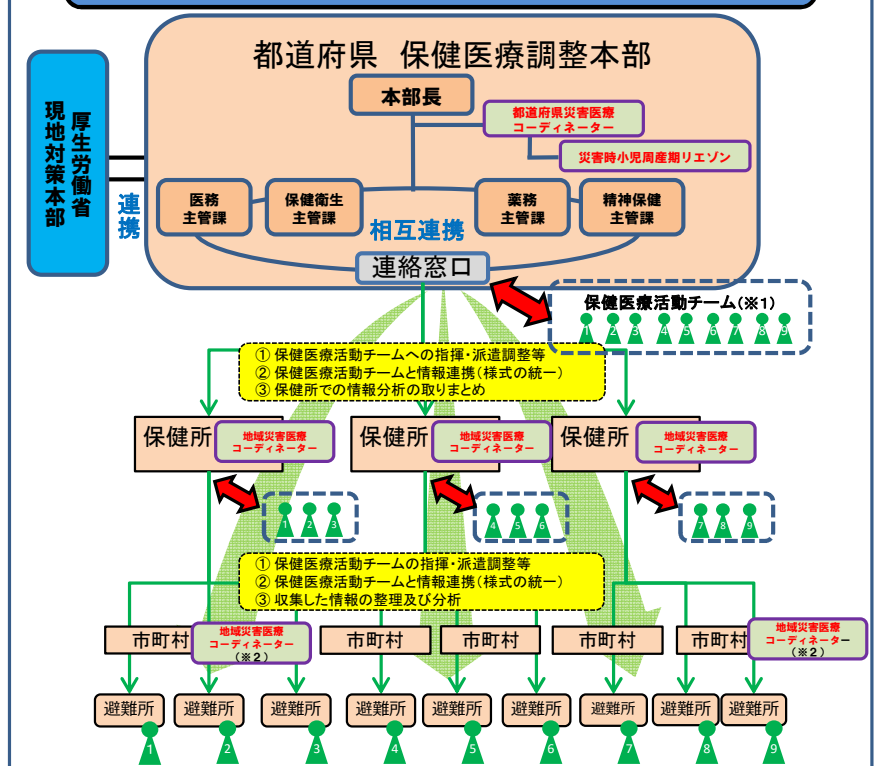 都道府県 保健医療調整本部
本部長
都道府県災害医療
コーディネーター
災害時小児周産期リエゾン
厚生労働省
現地対策本部
連携
医務
主管課
保健衛生
主管課
薬務
主管課
精神保健
主管課
相互連携
連絡窓口
保健医療活動チーム(※1)
1 2 3 4 5 6 7 8 9
① 保健医療活動チームへの指揮・派遣調整等
② 保健医療活動チームと情報連携(様式の統一)
③ 保健所での情報分析の取りまとめ
保健所
地域災害医療
コーディネーター
保健所
地域災害医療
コーディネーター
保健所
地域災害医療
コーディネーター
1 2 3
4 5 6
7 8 9
① 保健医療活動チームの指揮・派遣調整等
② 保健医療活動チームと情報連携(様式の統一)
③ 収集した情報の整理及び分析
市町村
地域災害医療
コーディネーター
(※2)
市町村
市町村
市町村
市町村
地域災害医療
コーディネーター
(※2)
避難所
避難所
避難所
避難所
避難所
避難所
避難所
避難所
避難所
1 2 3 4 5 6 7 8 9